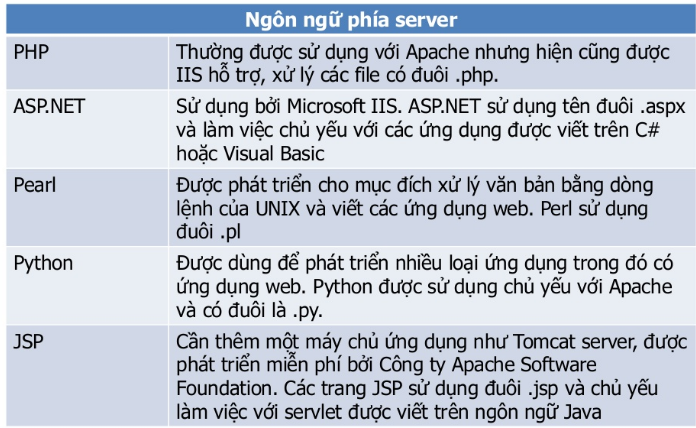 Ngôn ngữ phía server
PHP
Thường được sử dụng với Apache nhưng hiện cũng được
IIS hỗ trợ, xử lý các file có đuôi .php.
ASP.NET
Sử dụng bởi Microsoft IIS. ASP.NET sử dụng tên đuôi .aspx
và làm việc chủ yếu với các ứng dụng được viết trên C#
hoặc Visual Basic
Pearl
Được phát triển cho mục đích xử lý văn bản bằng dòng
lệnh của UNIX và viết các ứng dụng web. Perl sử dụng
đuôi .pl
Python
Được dùng để phát triển nhiều loại ứng dụng trong đó có
ứng dụng web. Python được sử dụng chủ yếu với Apache
và có đuôi là .py.
JSP
Cần thêm một máy chủ ứng dụng như Tomcat server, được
phát triển miễn phí bởi Công ty Apache Software
Foundation. Các trang JSP sử dụng đuôi .jsp và chủ yếu
làm việc với servlet được viết trên ngôn ngữ Java